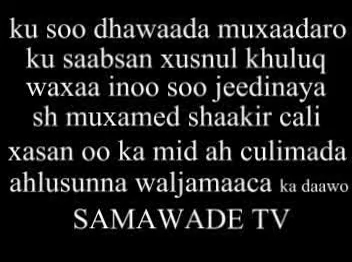 ku soo dhawaada muxaadaro
ku saabsan xusnul khuluq
waxaa inoo soo jeedinaya
sh muxamed shaakir cali
xasan oo ka mid ah culimada
ahlusunna waljamaaca ka daawo
SAMAWADE TV